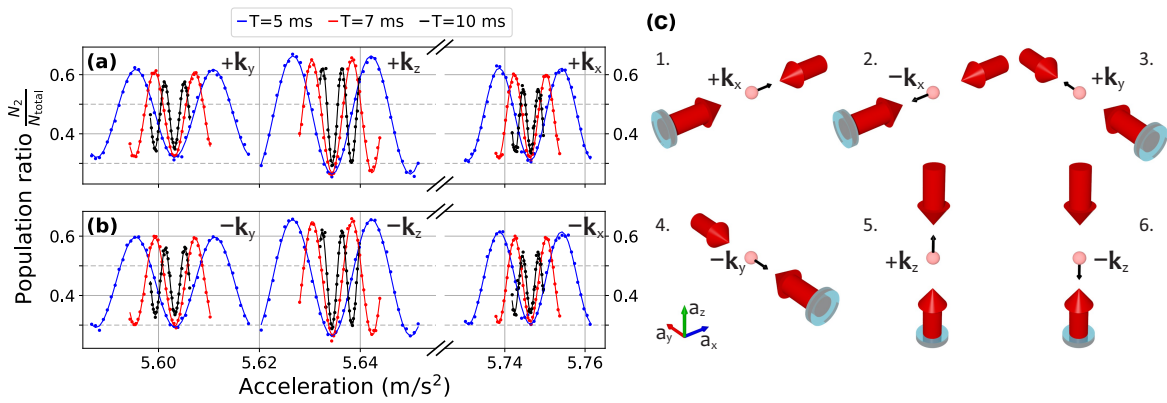 T=5 ms T=7 ms T=10 ms
(a) +k_y +k_z +k_x
0.6 0.6
0.4 0.4
(b) −k_y −k_z −k_x
0.6 0.6
0.4 0.4
Population ratio N_2/N_total
5.60 5.62 5.64 5.74 5.76
Acceleration (m/s²)
(c)
1. +k_x 2. −k_x 3. +k_y
4. −k_y 5. +k_z 6. −k_z
a_z
a_y a_x